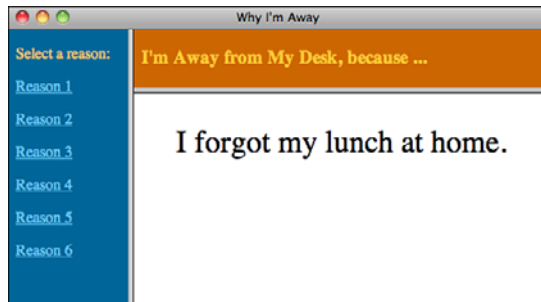 Why I'm Away
Select a reason:
Reason 1
Reason 2
Reason 3
Reason 4
Reason 5
Reason 6
I'm Away from My Desk, because ...
I forgot my lunch at home.